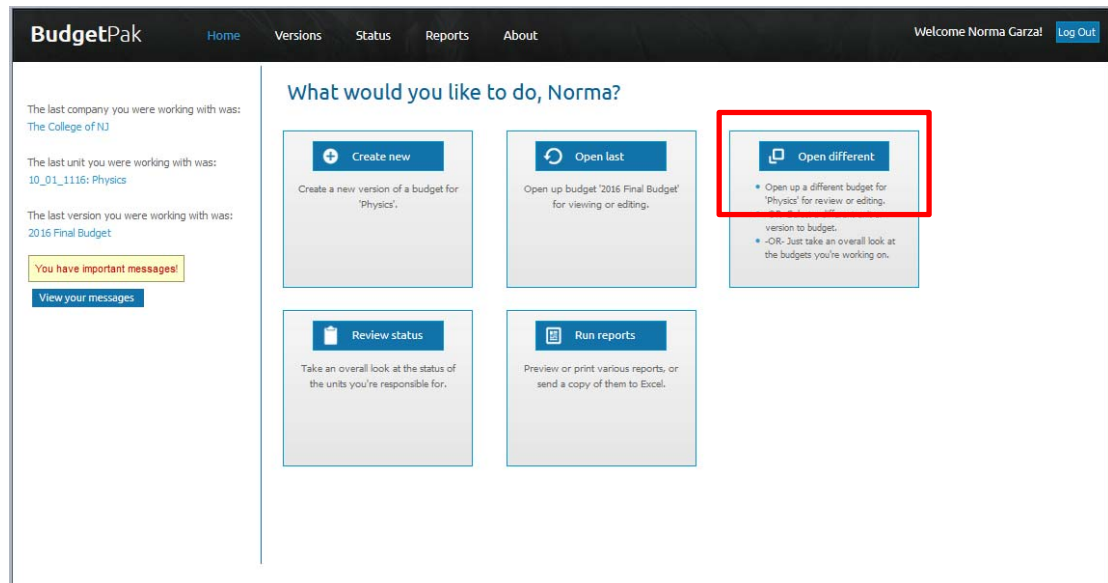 BudgetPak Home Versions Status Reports About Welcome Norma Garza! Log Out
The last company you were working with was:
The College of NJ
The last unit you were working with was:
10_01_1116: Physics
The last version you were working with was:
2016 Final Budget
You have important messages!
View your messages
What would you like to do, Norma?
Create new
Create a new version of a budget for
'Physics'.
Open last
Open up budget '2016 Final Budget'
for viewing or editing.
Open different
• Open up a different budget for
'Physics' for review or editing.
version to budget.
• -OR- Just take an overall look at
the budgets you're working on.
Review status
Take an overall look at the status of
the units you're responsible for.
Run reports
Preview or print various reports, or
send a copy of them to Excel.